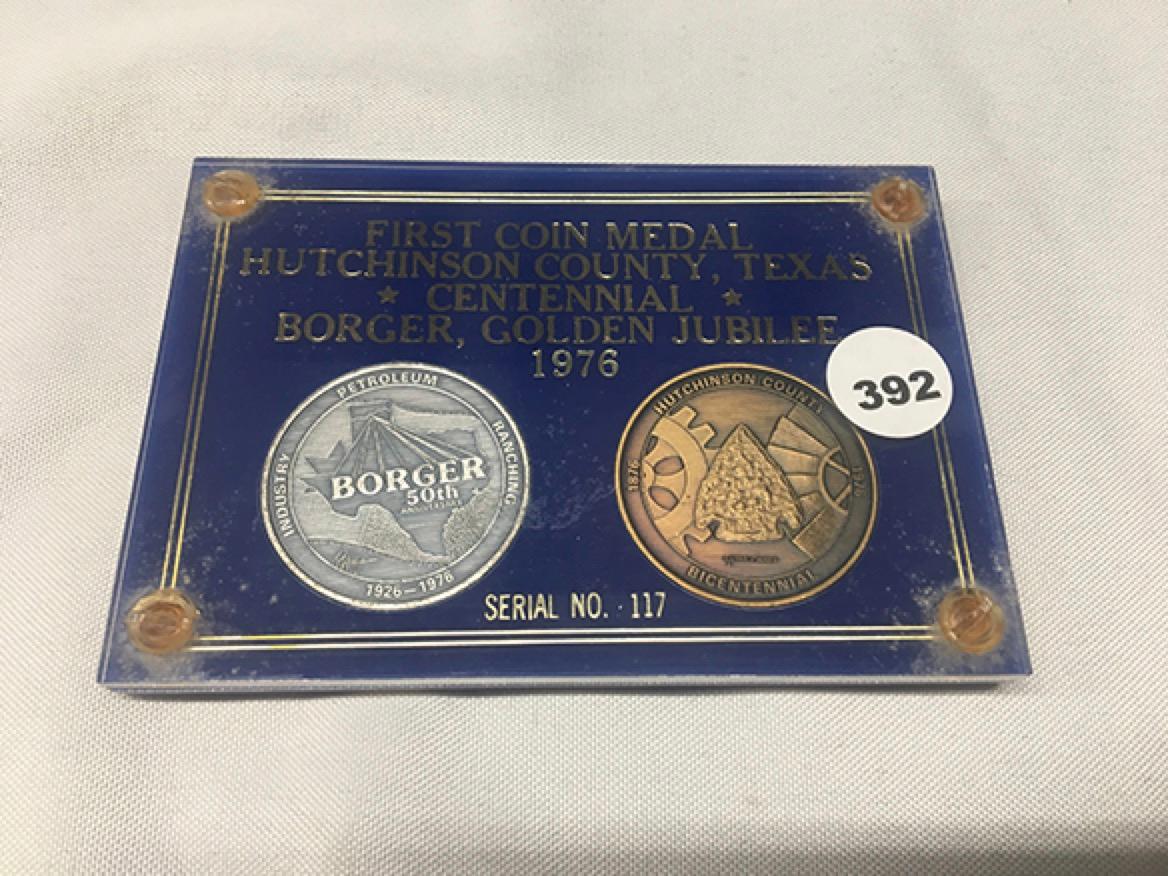 FIRST COIN MEDAL
HUTCHINSON COUNTY, TEXAS
★ CENTENNIAL ★
BORGER, GOLDEN JUBILEE
1976
392
PETROLEUM
INDUSTRY
RANCHING
BORGER
50th
ANNIVERSARY
1926-1976
HUTCHINSON COUNTY
1876
1976
BICENTENNIAL
SERIAL NO. 117